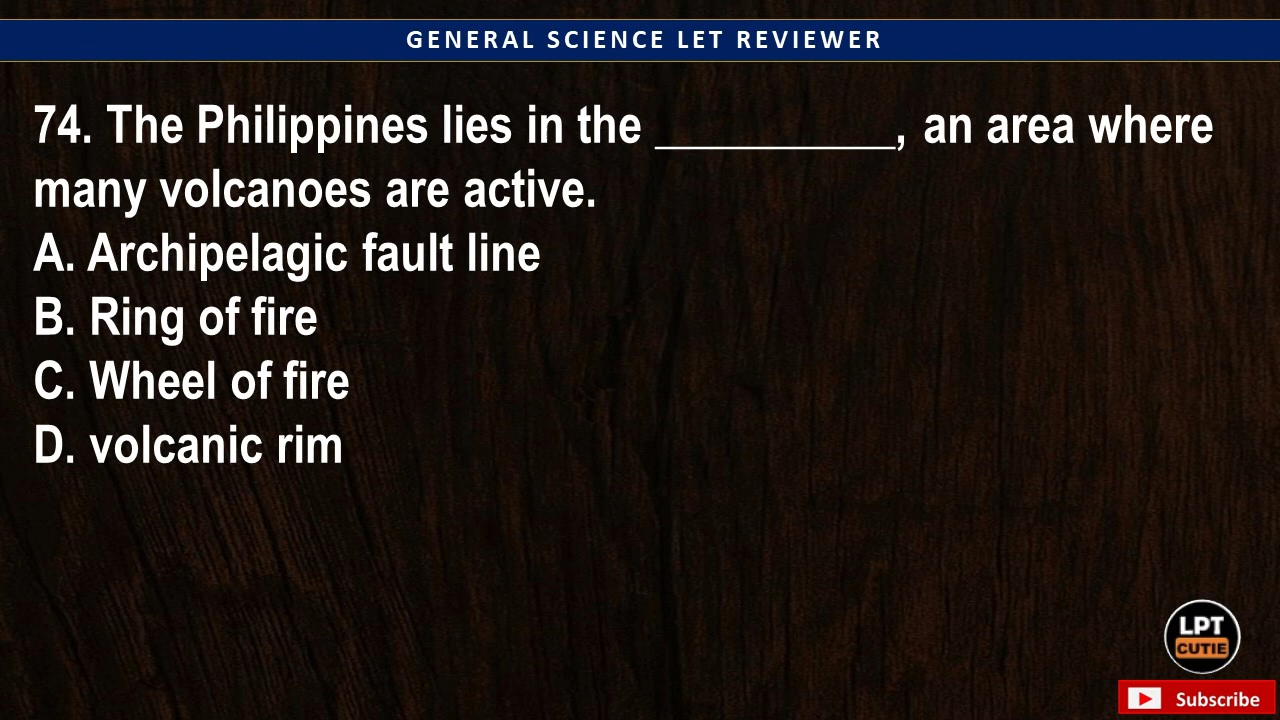 GENERAL SCIENCE LET REVIEWER
74. The Philippines lies in the __________, an area where
many volcanoes are active.
A. Archipelagic fault line
B. Ring of fire
C. Wheel of fire
D. volcanic rim
LPT
CUTIE
Subscribe